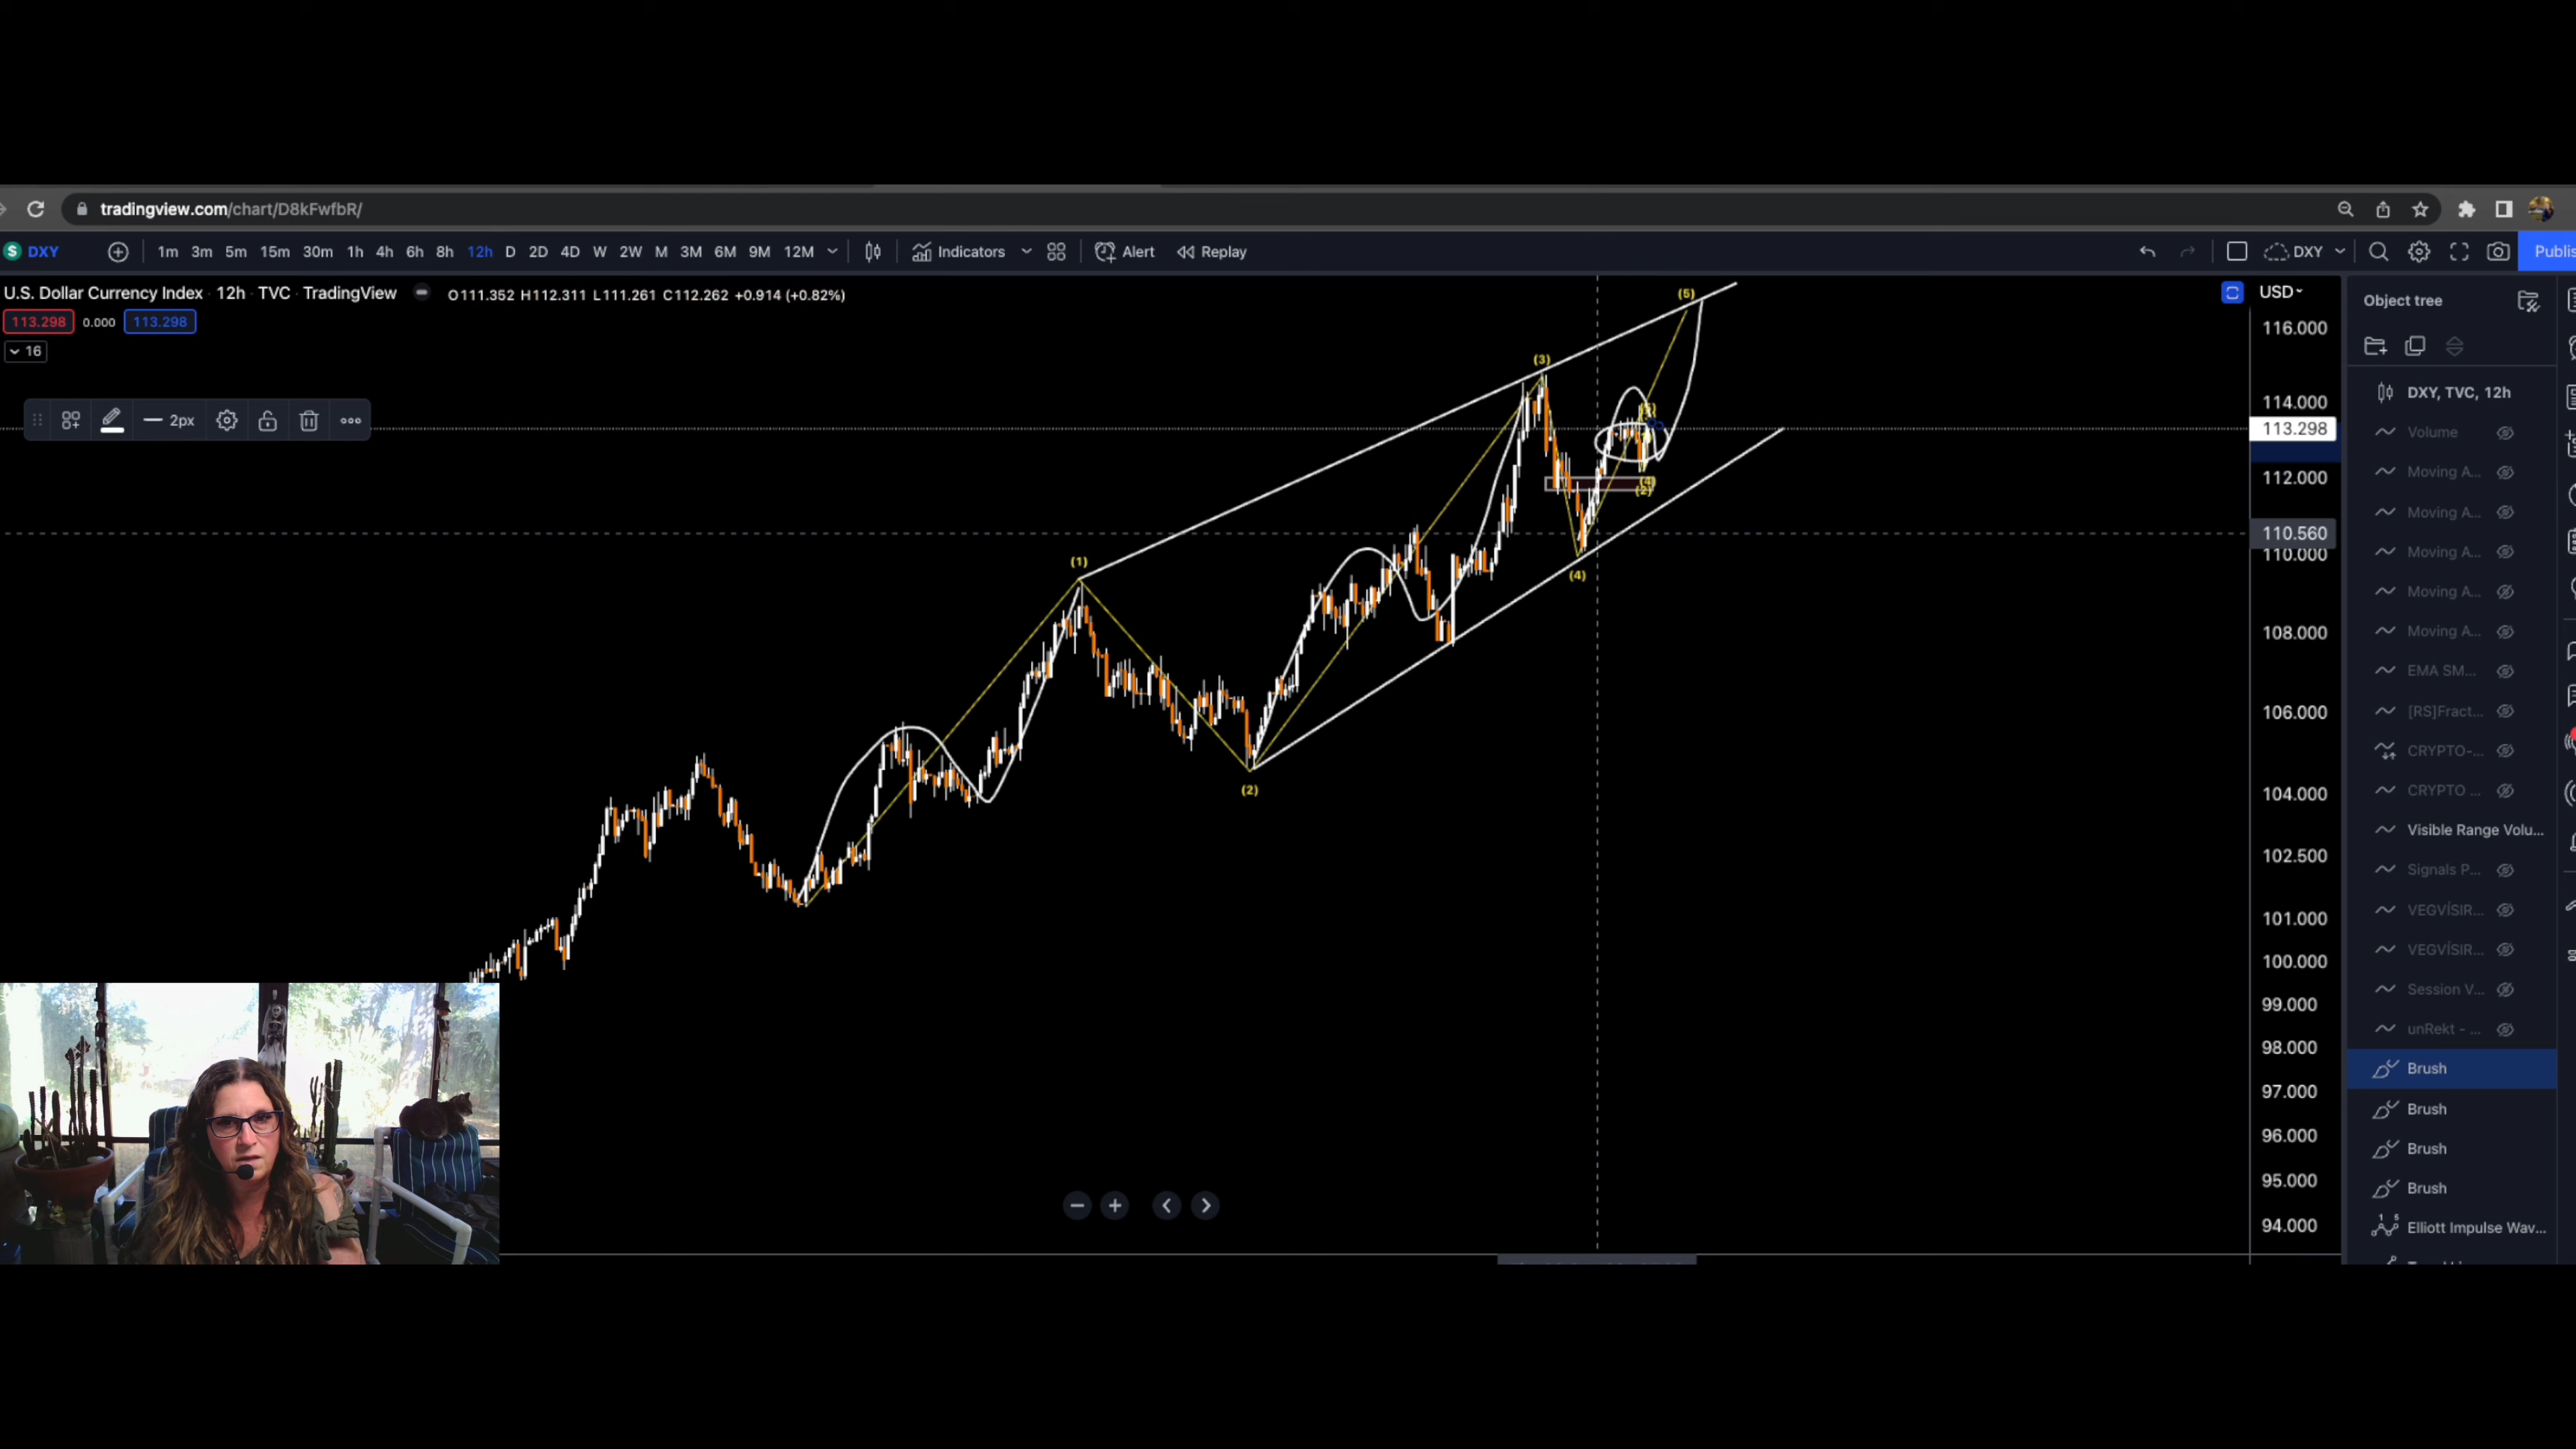 tradingview.com/chart/D8kFwfbR/
DXY 1m 3m 5m 15m 30m 1h 4h 6h 8h 12h D 2D 4D W 2W M 3M 6M 9M 12M Indicators Alert Replay DXY Publis
U.S. Dollar Currency Index · 12h · TVC · TradingView O111.352 H112.311 L111.261 C112.262 +0.914 (+0.82%)
113.298 0.000 113.298
16
2px
(5)
(3)
(1)
(4)
(2)
(4)
(2)
USD
116.000
114.000
113.298
112.000
110.560
110.000
108.000
106.000
104.000
102.500
101.000
100.000
99.000
98.000
97.000
96.000
95.000
94.000
Object tree
DXY, TVC, 12h
Volume
Moving A...
Moving A...
Moving A...
Moving A...
Moving A...
EMA SM...
[RS]Fract...
CRYPTO-...
CRYPTO ...
Visible Range Volu...
Signals P...
VEGVÍSIR...
VEGVÍSIR...
Session V...
unRekt - ...
Brush
Brush
Brush
Brush
Elliott Impulse Wav...